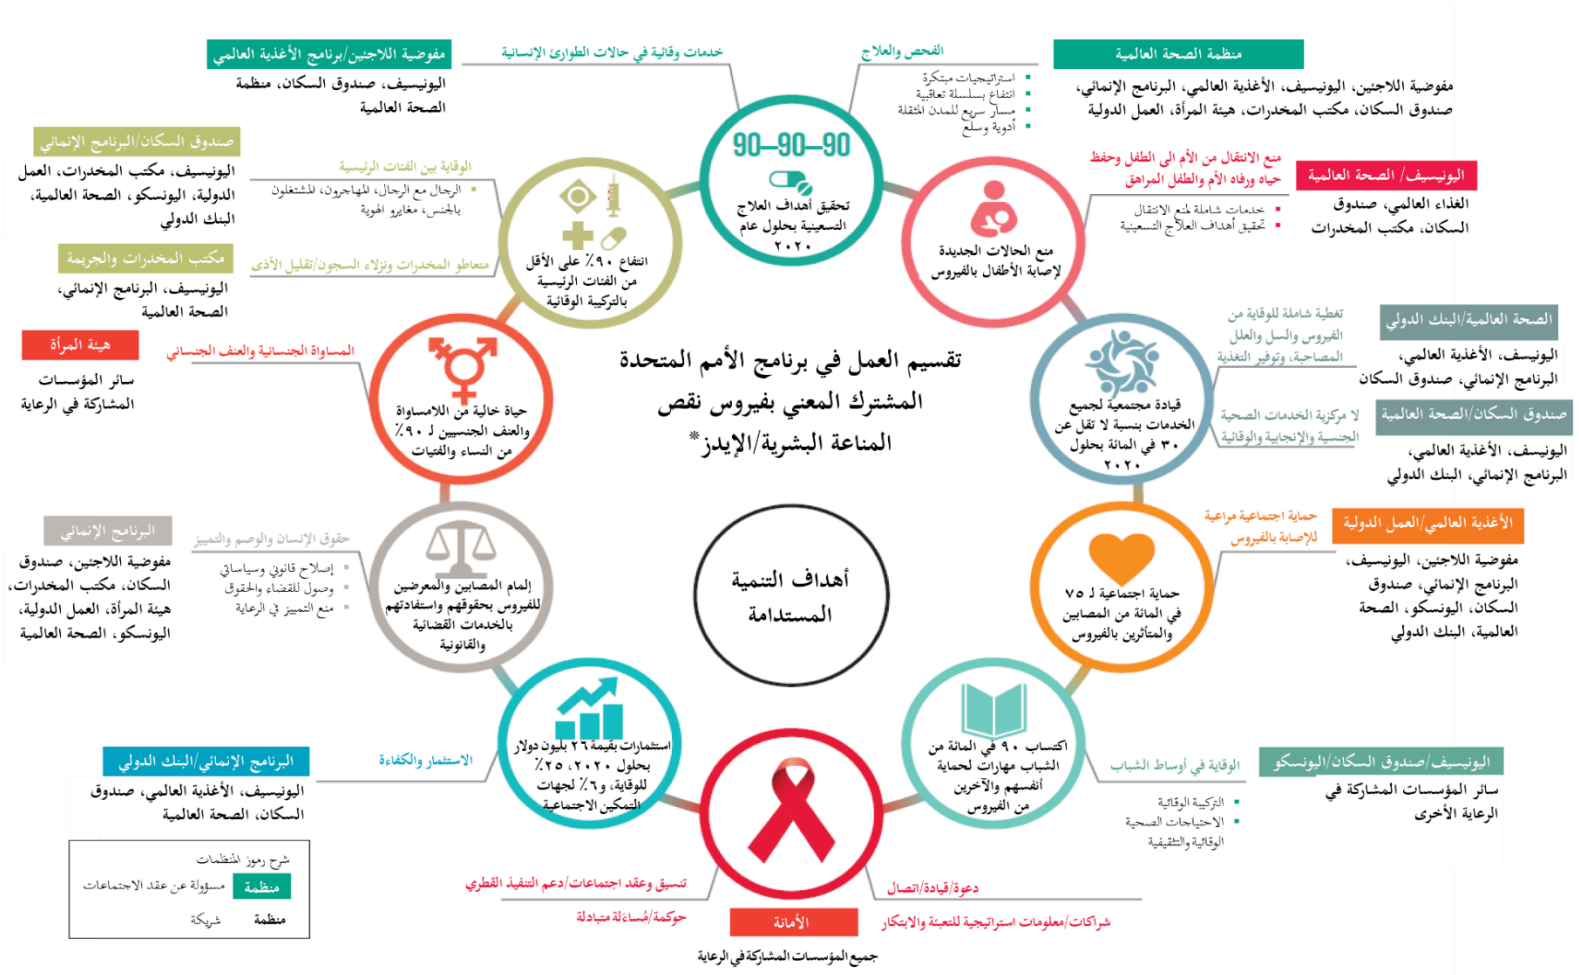 تقسيم العمل في برنامج الأمم المتحدة
المشترك المعني بفيروس نقص
المناعة البشرية/الإيدز*
أهداف التنمية
المستدامة
90–90–90
تحقيق أهداف العلاج
التسعينية بحلول عام
٢٠٢٠
الفحص والعلاج
استراتيجيات مبتكرة
انتفاع بسلسلة تعاقبية
مسار سريع للمدن المثقلة
أدوية وسلع
منظمة الصحة العالمية
مفوضية اللاجئين، اليونيسيف، الأغذية العالمي، البرنامج الإنمائي،
صندوق السكان، مكتب المخدرات، هيئة المرأة، العمل الدولية
خدمات وقائية في حالات الطوارئ الإنسانية
مفوضية اللاجئين/برنامج الأغذية العالمي
اليونيسيف، صندوق السكان، منظمة
الصحة العالمية
منع الحالات الجديدة
لإصابة الأطفال بالفيروس
منع الانتقال من الأم الى الطفل وحفظ
حياه ورفاه الأم والطفل المراهق
خدمات شاملة لمنع الانتقال
تحقيق أهداف العلاج التسعينية
اليونيسيف/ الصحة العالمية
الغذاء العالمي، صندوق
السكان، مكتب المخدرات
قيادة مجتمعية لجميع
الخدمات بنسبة لا تقل عن
٣٠ في المائة بحلول
٢٠٢٠
تغطية شاملة للوقاية من
الفيروس والسل والعلل
المصاحبة، وتوفير التغذية
الصحة العالمية/البنك الدولي
اليونيسف، الأغذية العالمي،
البرنامج الإنمائي، صندوق السكان
لا مركزية الخدمات الصحية
الجنسية والإنجابية والوقائية
صندوق السكان/الصحة العالمية
اليونيسف، الأغذية العالمي،
البرنامج الإنمائي، البنك الدولي
حماية اجتماعية لـ ٧٥
في المائة من المصابين
والمتأثرين بالفيروس
حماية اجتماعية مراعية
للإصابة بالفيروس
الأغذية العالمي/العمل الدولية
مفوضية اللاجئين، اليونيسيف،
البرنامج الإنمائي، صندوق
السكان، اليونسكو، الصحة
العالمية، البنك الدولي
اكتساب ٩٠ في المائة من
الشباب مهارات لحماية
أنفسهم والآخرين
من الفيروس
الوقاية في أوساط الشباب
التركيبة الوقائية
الاحتياجات الصحية
الوقائية والتثقيفية
اليونيسيف/صندوق السكان/اليونسكو
سائر المؤسسات المشاركة في
الرعاية الأخرى
دعوة/قيادة/اتصال
شراكات/معلومات استراتيجية للتعبئة والابتكار
تنسيق وعقد اجتماعات/دعم التنفيذ القطري
حوكمة/مُساءَلة متبادلة
الأمانة
جميع المؤسسات المشاركة في الرعاية
استثمارات بقيمة ٢٦ بليون دولار
بحلول ٢٠٢٠، ٢٥٪
للوقاية، و٦٪ لجهات
التمكين الاجتماعية
الاستثمار والكفاءة
البرنامج الإنمائي/البنك الدولي
اليونيسيف، الأغذية العالمي، صندوق
السكان، الصحة العالمية
إلمام المصابين والمعرضين
للفيروس بحقوقهم واستفادتهم
بالخدمات القضائية
والقانونية
حقوق الإنسان والوصم والتمييز
إصلاح قانوني وسياساتي
وصول للقضاء والحقوق
منع التمييز في الرعاية
البرنامج الإنمائي
مفوضية اللاجئين، صندوق
السكان، مكتب المخدرات،
هيئة المرأة، العمل الدولية،
اليونسكو، الصحة العالمية
حياة خالية من اللامساواة
والعنف الجنسيين لـ ٩٠٪
من النساء والفتيات
المساواة الجنسانية والعنف الجنساني
هيئة المرأة
سائر المؤسسات
المشاركة في الرعاية
انتفاع ٩٠٪ على الأقل
من الفئات الرئيسية
بالتركيبة الوقائية
الوقاية بين الفئات الرئيسية
الرجال مع الرجال، المهاجرون، المشتغلون
بالجنس، مغايرو الهوية
صندوق السكان/البرنامج الإنمائي
اليونيسيف، مكتب المخدرات، العمل
الدولية، اليونسكو، الصحة العالمية،
البنك الدولي
متعاطو المخدرات ونزلاء السجون/تقليل الأذى
مكتب المخدرات والجريمة
اليونيسيف، البرنامج الإنمائي،
الصحة العالمية
شرح رموز المنظمات
منظمة مسؤولة عن عقد الاجتماعات
منظمة شريكة